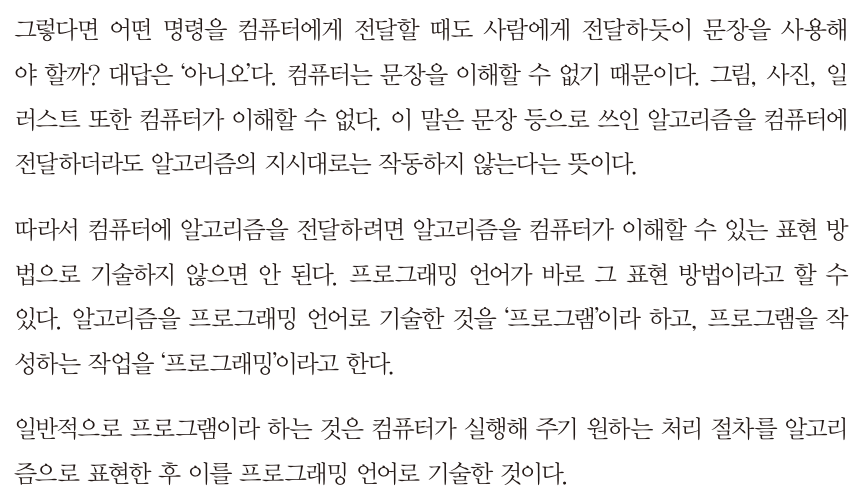 그렇다면 어떤 명령을 컴퓨터에게 전달할 때도 사람에게 전달하듯이 문장을 사용해
야 할까? 대답은 ‘아니오’다. 컴퓨터는 문장을 이해할 수 없기 때문이다. 그림, 사진, 일
러스트 또한 컴퓨터가 이해할 수 없다. 이 말은 문장 등으로 쓰인 알고리즘을 컴퓨터에
전달하더라도 알고리즘의 지시대로는 작동하지 않는다는 뜻이다.
따라서 컴퓨터에 알고리즘을 전달하려면 알고리즘을 컴퓨터가 이해할 수 있는 표현 방
법으로 기술하지 않으면 안 된다. 프로그래밍 언어가 바로 그 표현 방법이라고 할 수
있다. 알고리즘을 프로그래밍 언어로 기술한 것을 ‘프로그램’이라 하고, 프로그램을 작
성하는 작업을 ‘프로그래밍’이라고 한다.
일반적으로 프로그램이라 하는 것은 컴퓨터가 실행해 주기 원하는 처리 절차를 알고리
즘으로 표현한 후 이를 프로그래밍 언어로 기술한 것이다.